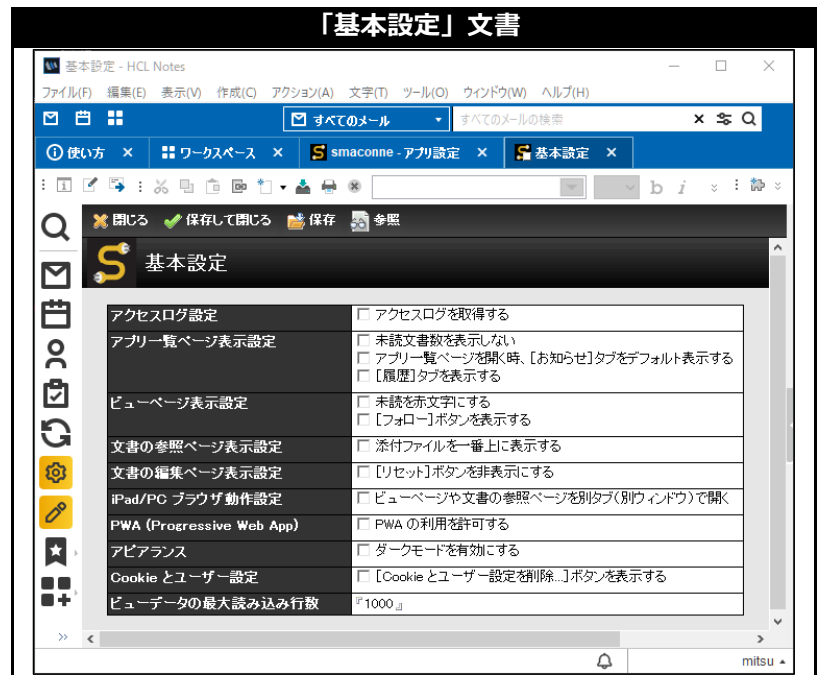 「基本設定」文書
基本設定 - HCL Notes
ファイル(F) 編集(E) 表示(V) 作成(C) アクション(A) 文字(T) ツール(O) ウィンドウ(W) ヘルプ(H)
すべてのメール すべてのメールの検索
使い方 ワークスペース smaconne - アプリ設定 基本設定
b i
閉じる 保存して閉じる 保存 参照
基本設定
アクセスログ設定 アクセスログを取得する
アプリ一覧ページ表示設定 未読文書数を表示しない
アプリ一覧ページを開く時、[お知らせ]タブをデフォルト表示する
[履歴]タブを表示する
ビューページ表示設定 未読を赤文字にする
[フォロー]ボタンを表示する
文書の参照ページ表示設定 添付ファイルを一番上に表示する
文書の編集ページ表示設定 [リセット]ボタンを非表示にする
iPad/PC ブラウザ動作設定 ビューページや文書の参照ページを別タブ(別ウィンドウ)で開く
PWA (Progressive Web App) PWA の利用を許可する
アピアランス ダークモードを有効にする
Cookie とユーザー設定 [Cookie とユーザー設定を削除...]ボタンを表示する
ビューデータの最大読み込み行数 『1000』
mitsu